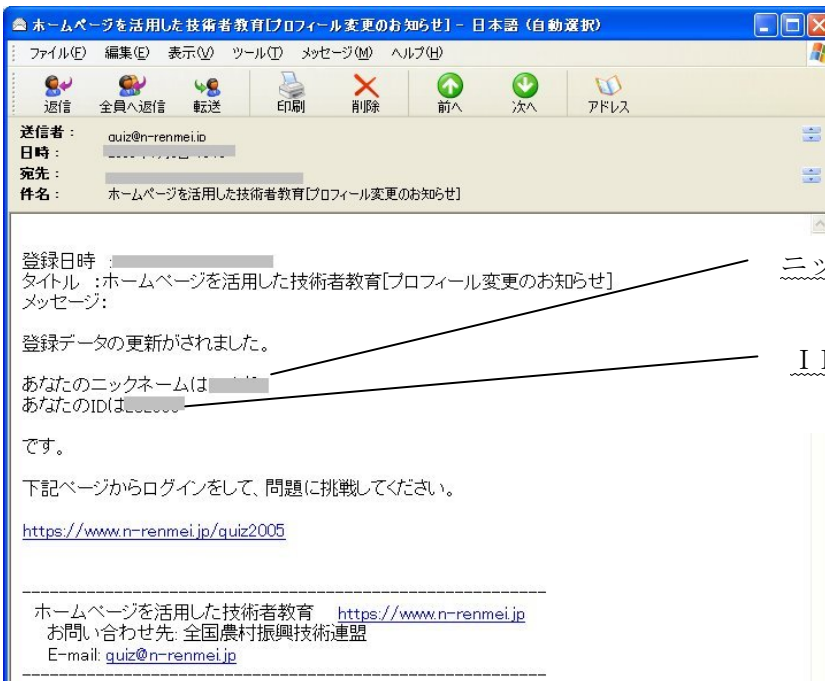 ホームページを活用した技術者教育[プロフィール変更のお知らせ] - 日本語 (自動選択)
ファイル(F) 編集(E) 表示(V) ツール(T) メッセージ(M) ヘルプ(H)
返信 全員へ返信 転送 印刷 削除 前へ 次へ アドレス
送信者： quiz@n-renmei.jp
日時：
宛先：
件名： ホームページを活用した技術者教育[プロフィール変更のお知らせ]
登録日時 :
タイトル :ホームページを活用した技術者教育[プロフィール変更のお知らせ]
メッセージ:
ニッ
登録データの更新がされました。
あなたのニックネームは
あなたのIDは
です。
下記ページからログインをして、問題に挑戦してください。
https://www.n-renmei.jp/quiz2005
------------------------------------------------------
ホームページを活用した技術者教育 https://www.n-renmei.jp
お問い合わせ先: 全国農村振興技術連盟
E-mail: quiz@n-renmei.jp
------------------------------------------------------